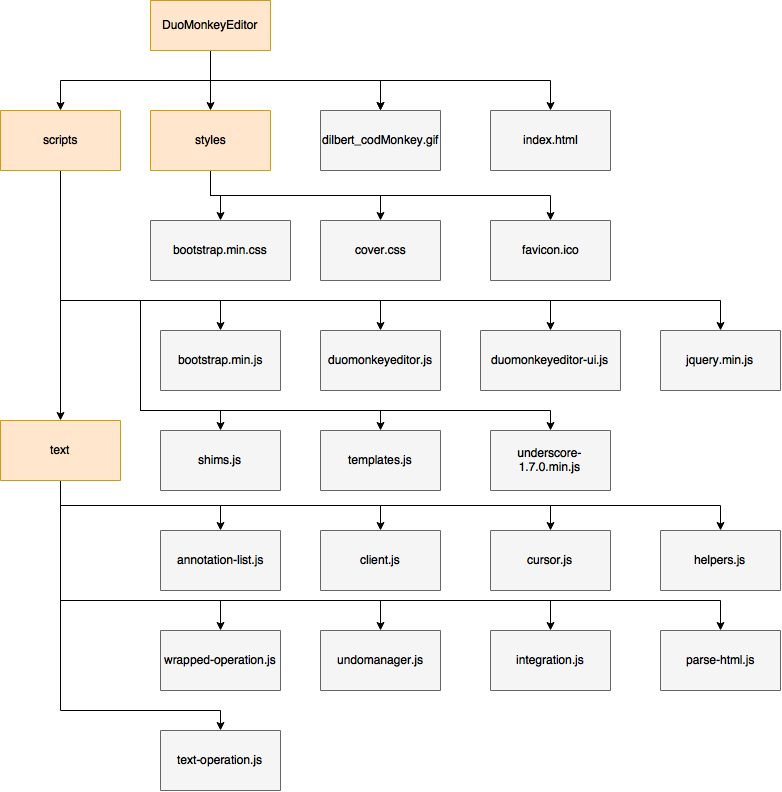 DuoMonkeyEditor
scripts
styles
dilbert_codMonkey.gif
index.html
bootstrap.min.css
cover.css
favicon.ico
bootstrap.min.js
duomonkeyeditor.js
duomonkeyeditor-ui.js
jquery.min.js
text
shims.js
templates.js
underscore-
1.7.0.min.js
annotation-list.js
client.js
cursor.js
helpers.js
wrapped-operation.js
undomanager.js
integration.js
parse-html.js
text-operation.js